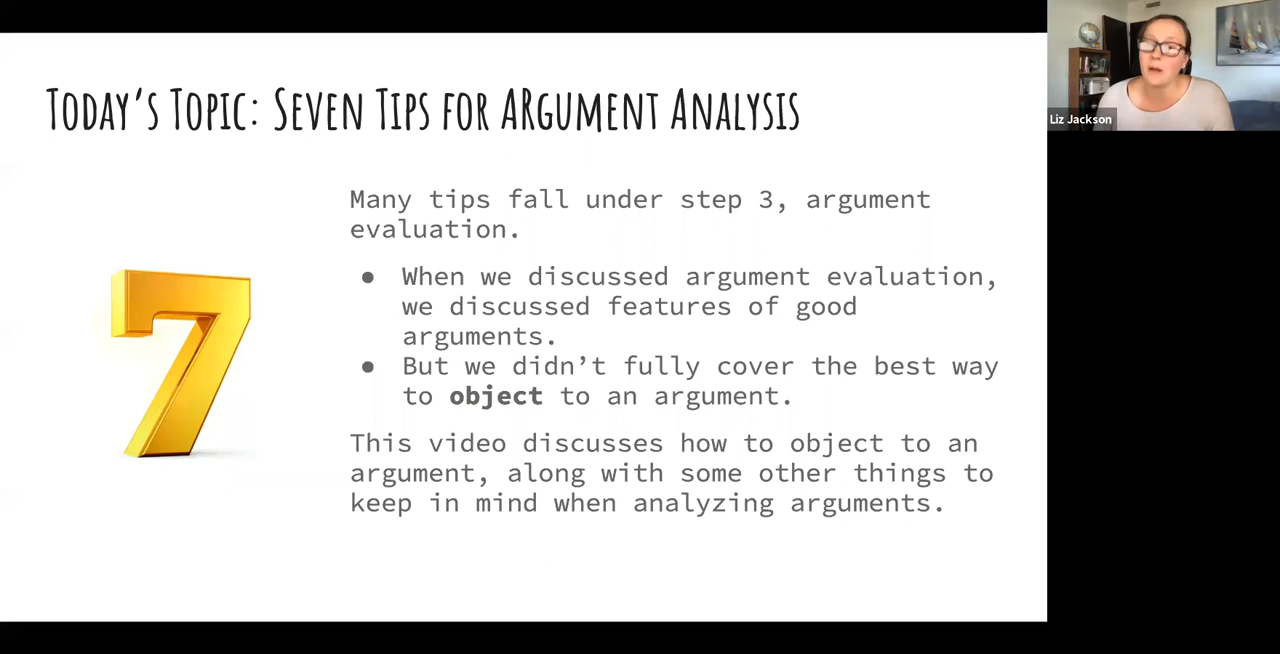 Today's Topic: Seven Tips for ARgument Analysis
Many tips fall under step 3, argument
evaluation.
● When we discussed argument evaluation,
we discussed features of good
arguments.
● But we didn't fully cover the best way
to object to an argument.
This video discusses how to object to an
argument, along with some other things to
keep in mind when analyzing arguments.
7
Liz Jackson